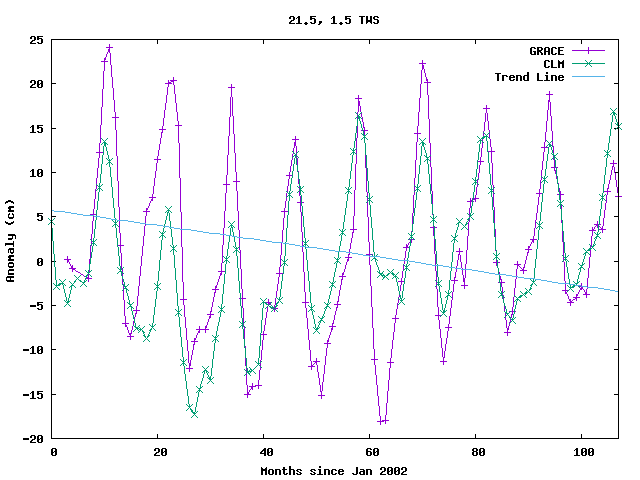 21.5, 1.5 TWS
GRACE
CLM
Trend Line
25
20
15
10
5
0
-5
-10
-15
-20
Anomaly (cm)
0 20 40 60 80 100
Months since Jan 2002